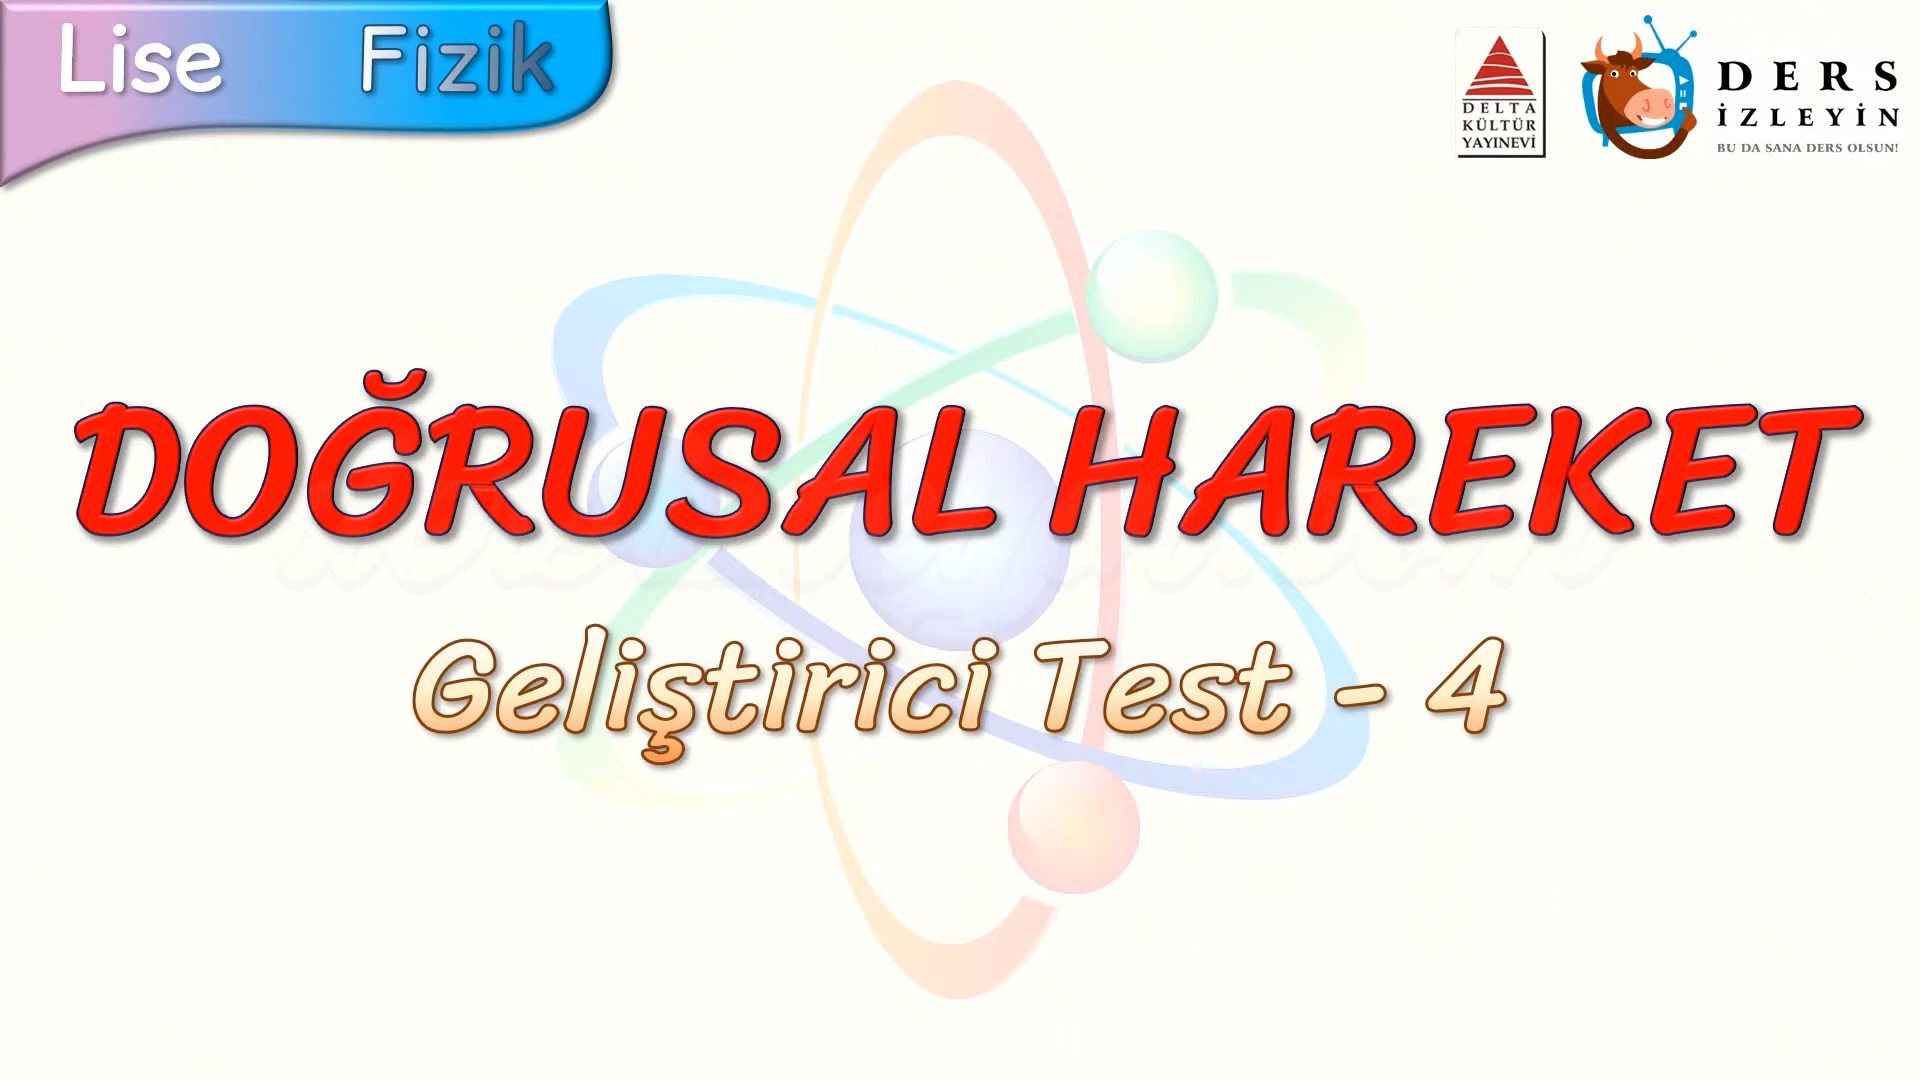 Lise Fizik
DELTA
KÜLTÜR
YAYINEVİ
DERS
İZLEYİN
BU DA SANA DERS OLSUN!
DOĞRUSAL HAREKET
Geliştirici Test - 4